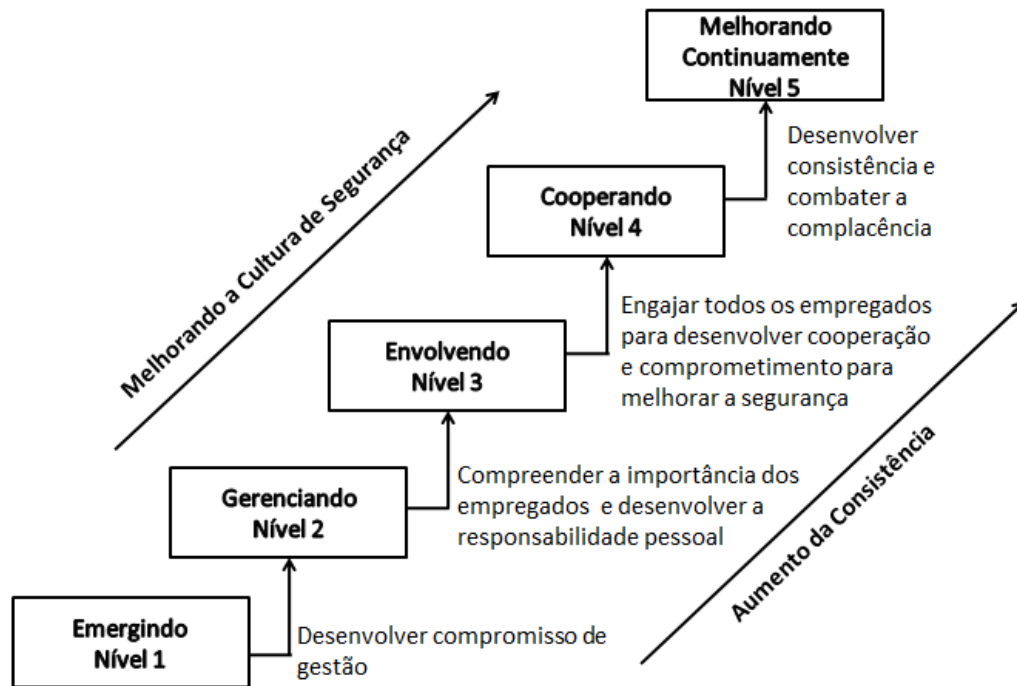 Melhorando
Continuamente
Nível 5
Desenvolver
consistência e
combater a
complacência
Cooperando
Nível 4
Engajar todos os empregados
para desenvolver cooperação
e comprometimento para
melhorar a segurança
Envolvendo
Nível 3
Compreender a importância dos
empregados e desenvolver a
responsabilidade pessoal
Gerenciando
Nível 2
Desenvolver compromisso de
gestão
Emergindo
Nível 1
Melhorando a Cultura de Segurança
Aumento da Consistência